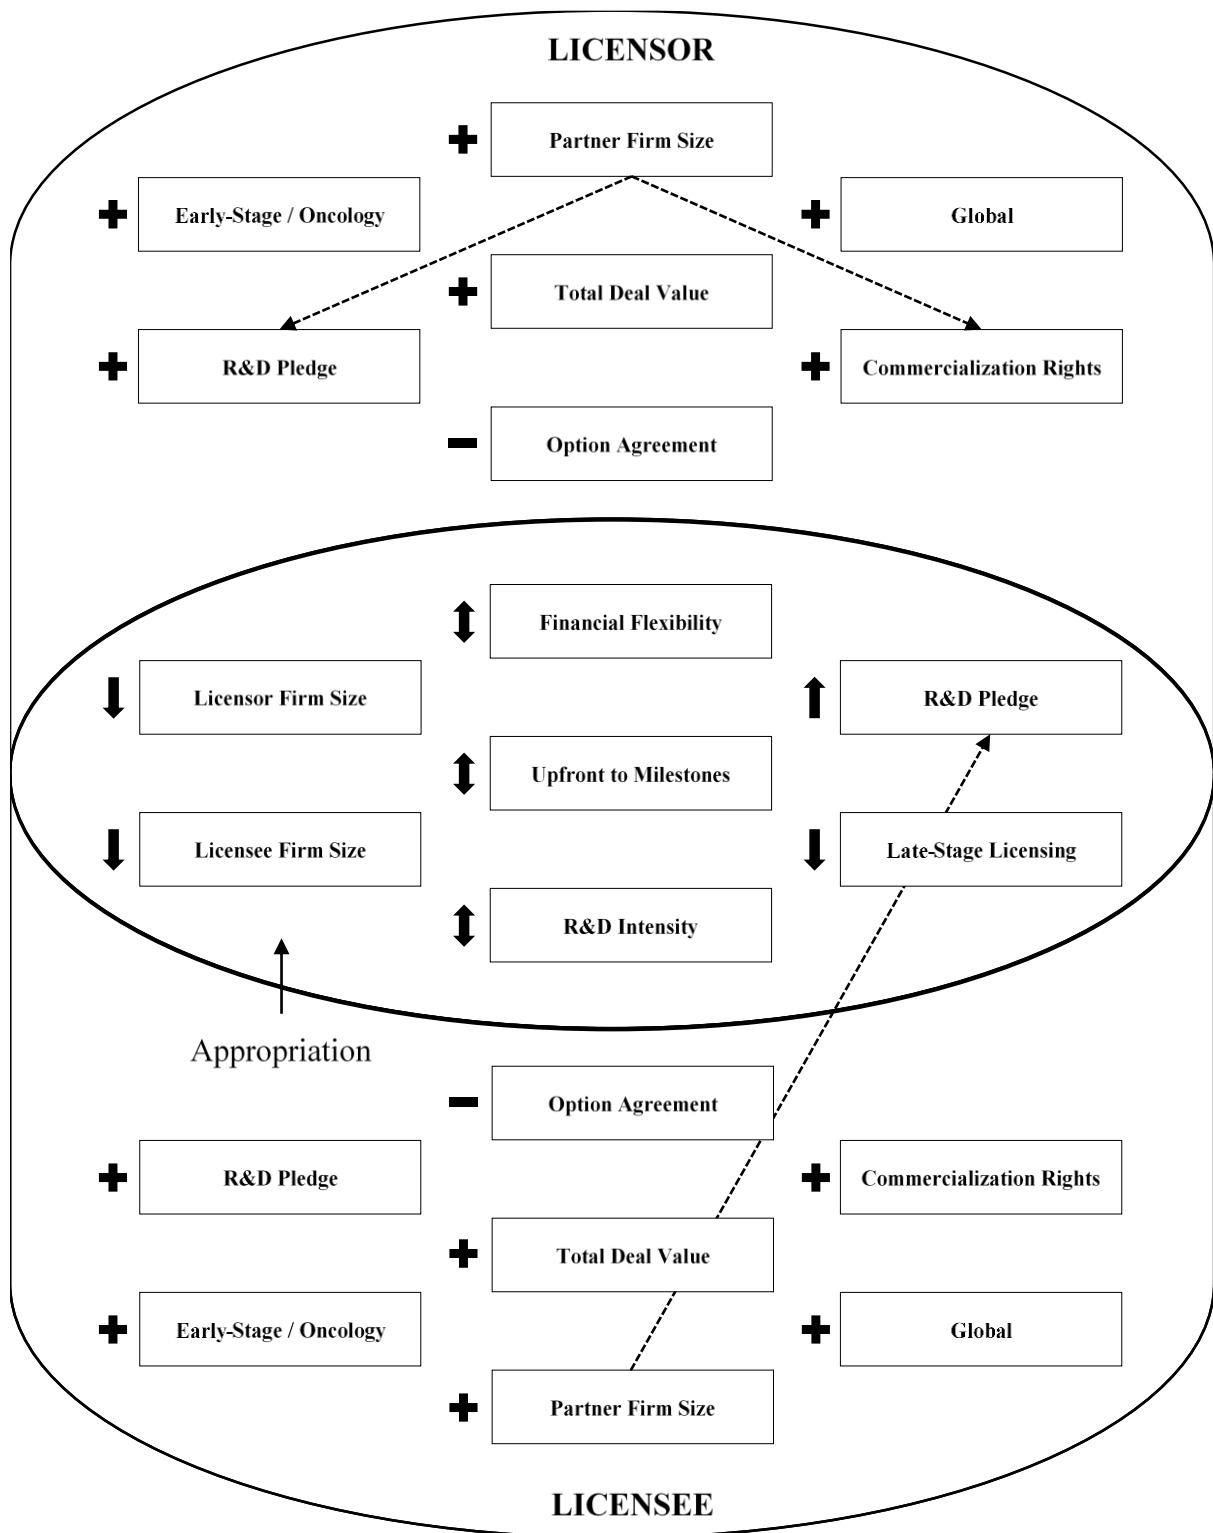 LICENSOR
Partner Firm Size
Early-Stage / Oncology
Global
Total Deal Value
R&D Pledge
Commercialization Rights
Option Agreement
Financial Flexibility
Licensor Firm Size
R&D Pledge
Upfront to Milestones
Licensee Firm Size
Late-Stage Licensing
R&D Intensity
Appropriation
Option Agreement
R&D Pledge
Commercialization Rights
Total Deal Value
Early-Stage / Oncology
Global
Partner Firm Size
LICENSEE